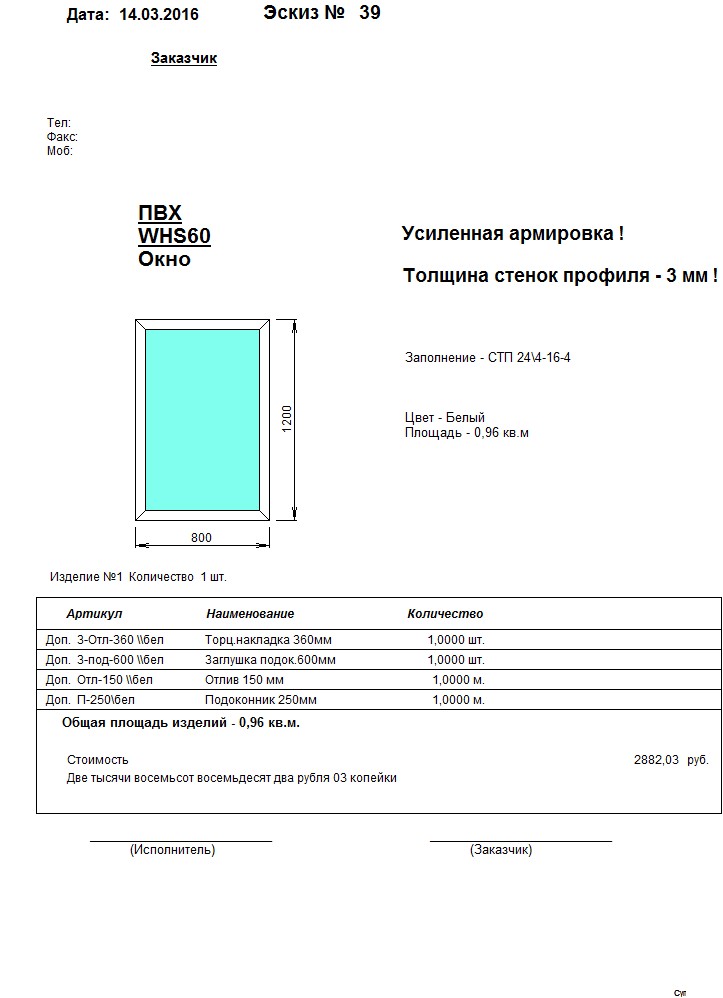 Дата: 14.03.2016 Эскиз № 39
Заказчик
Тел:
Факс:
Моб:
ПВХ
WHS60
Окно
Усиленная армировка !
Толщина стенок профиля - 3 мм !
Заполнение - СТП 24\4-16-4
Цвет - Белый
Площадь - 0,96 кв.м
1200
800
Изделие №1 Количество 1 шт.
Артикул Наименование Количество
Доп. З-Отл-360 \\бел Торц.накладка 360мм 1,0000 шт.
Доп. З-под-600 \\бел Заглушка подок.600мм 1,0000 шт.
Доп. Отл-150 \\бел Отлив 150 мм 1,0000 м.
Доп. П-250\бел Подоконник 250мм 1,0000 м.
Общая площадь изделий - 0,96 кв.м.
Стоимость 2882,03 руб.
Две тысячи восемьсот восемьдесят два рубля 03 копейки
(Исполнитель) (Заказчик)